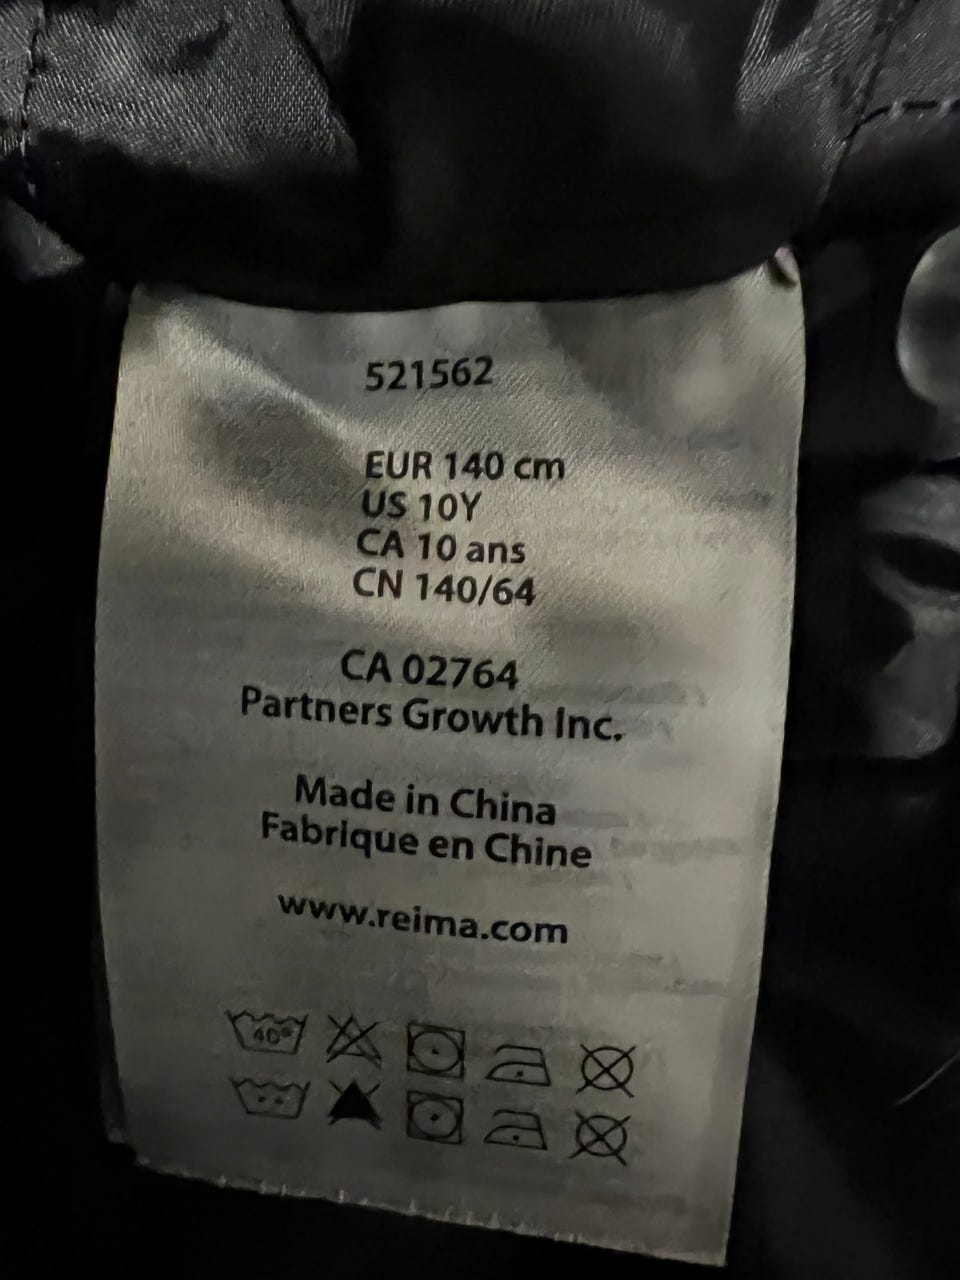 521562
EUR 140 cm
US 10Y
CA 10 ans
CN 140/64
CA 02764
Partners Growth Inc.
Made in China
Fabrique en Chine
www.reima.com
40°